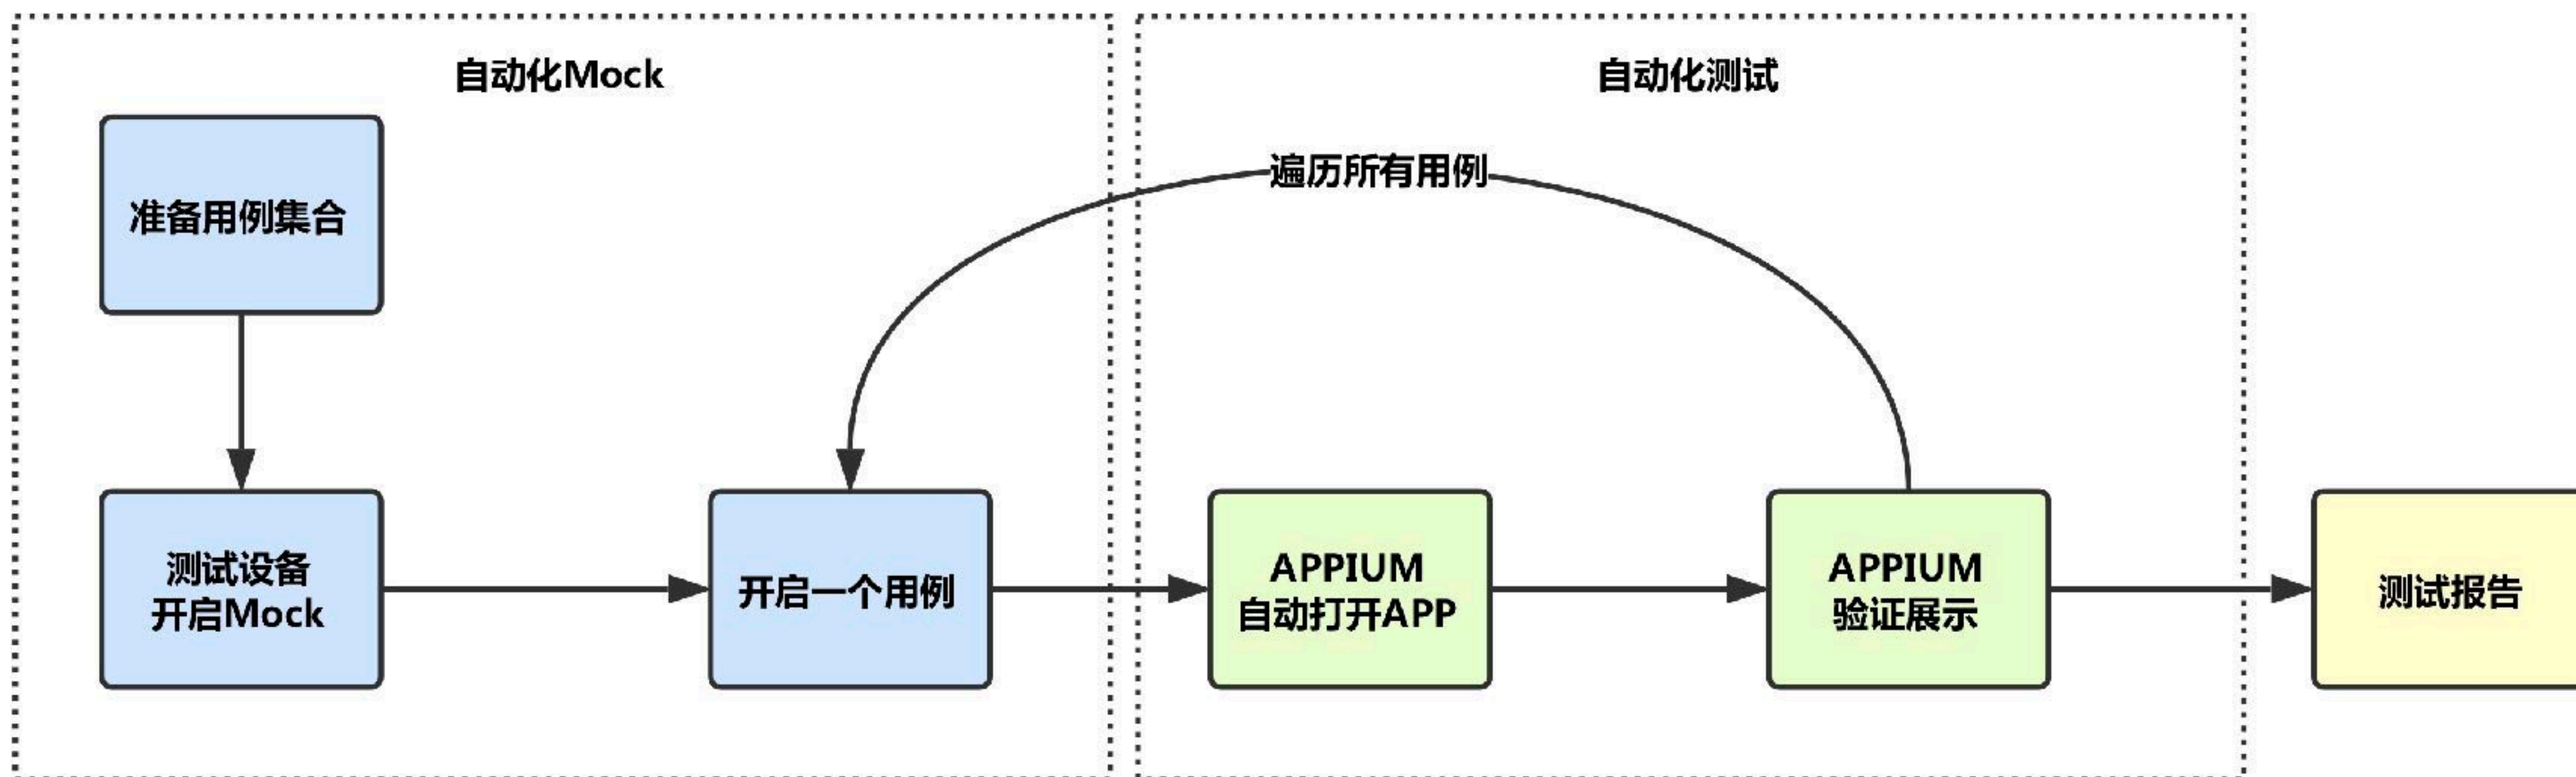 自动化Mock
自动化测试
遍历所有用例
准备用例集合
测试设备
开启Mock
开启一个用例
APPIUM
自动打开APP
APPIUM
验证展示
测试报告